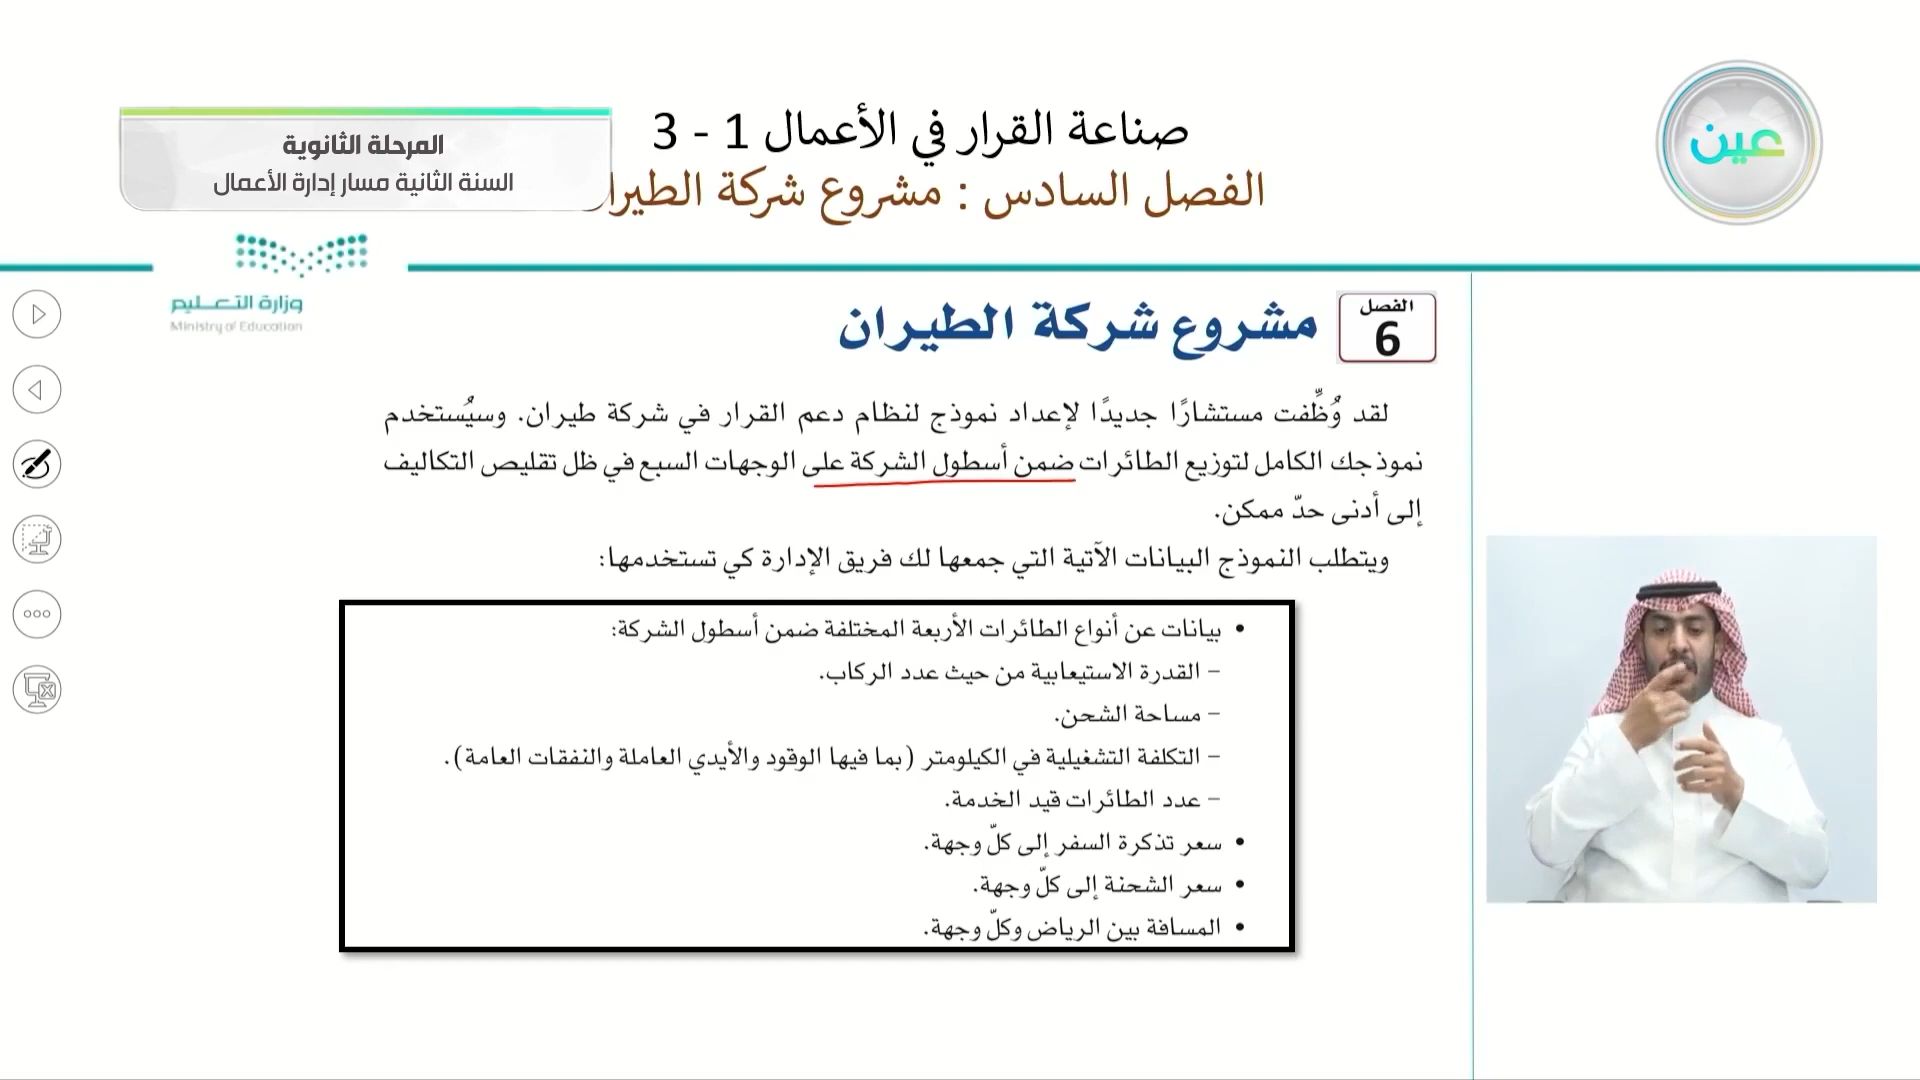 صناعة القرار في الأعمال 1 - 3
الفصل السادس : مشروع شركة
المرحلة الثانوية
السنة الثانية مسار إدارة الأعمال
عين
وزارة التعليم
Ministry of Education
الفصل
6
مشروع شركة الطيران
لقد وُظِّفت مستشارًا جديدًا لإعداد نموذج لنظام دعم القرار في شركة طيران. وسيُستخدم
نموذجك الكامل لتوزيع الطائرات ضمن أسطول الشركة على الوجهات السبع في ظل تقليص التكاليف
إلى أدنى حدّ ممكن.
ويتطلب النموذج البيانات الآتية التي جمعها لك فريق الإدارة كي تستخدمها:
• بيانات عن أنواع الطائرات الأربعة المختلفة ضمن أسطول الشركة:
– القدرة الاستيعابية من حيث عدد الركاب.
– مساحة الشحن.
– التكلفة التشغيلية في الكيلومتر (بما فيها الوقود والأيدي العاملة والنفقات العامة).
– عدد الطائرات قيد الخدمة.
• سعر تذكرة السفر إلى كلّ وجهة.
• سعر الشحنة إلى كلّ وجهة.
• المسافة بين الرياض وكلّ وجهة.